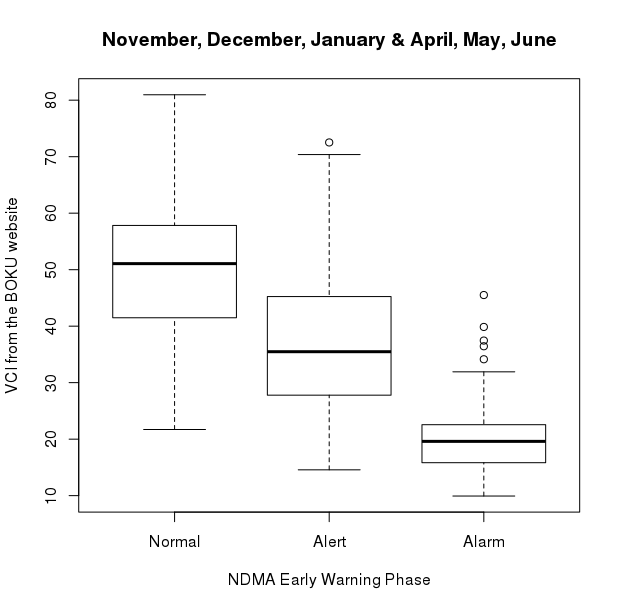 November, December, January & April, May, June
VCI from the BOKU website
80
70
60
50
40
30
20
10
Normal Alert Alarm
NDMA Early Warning Phase